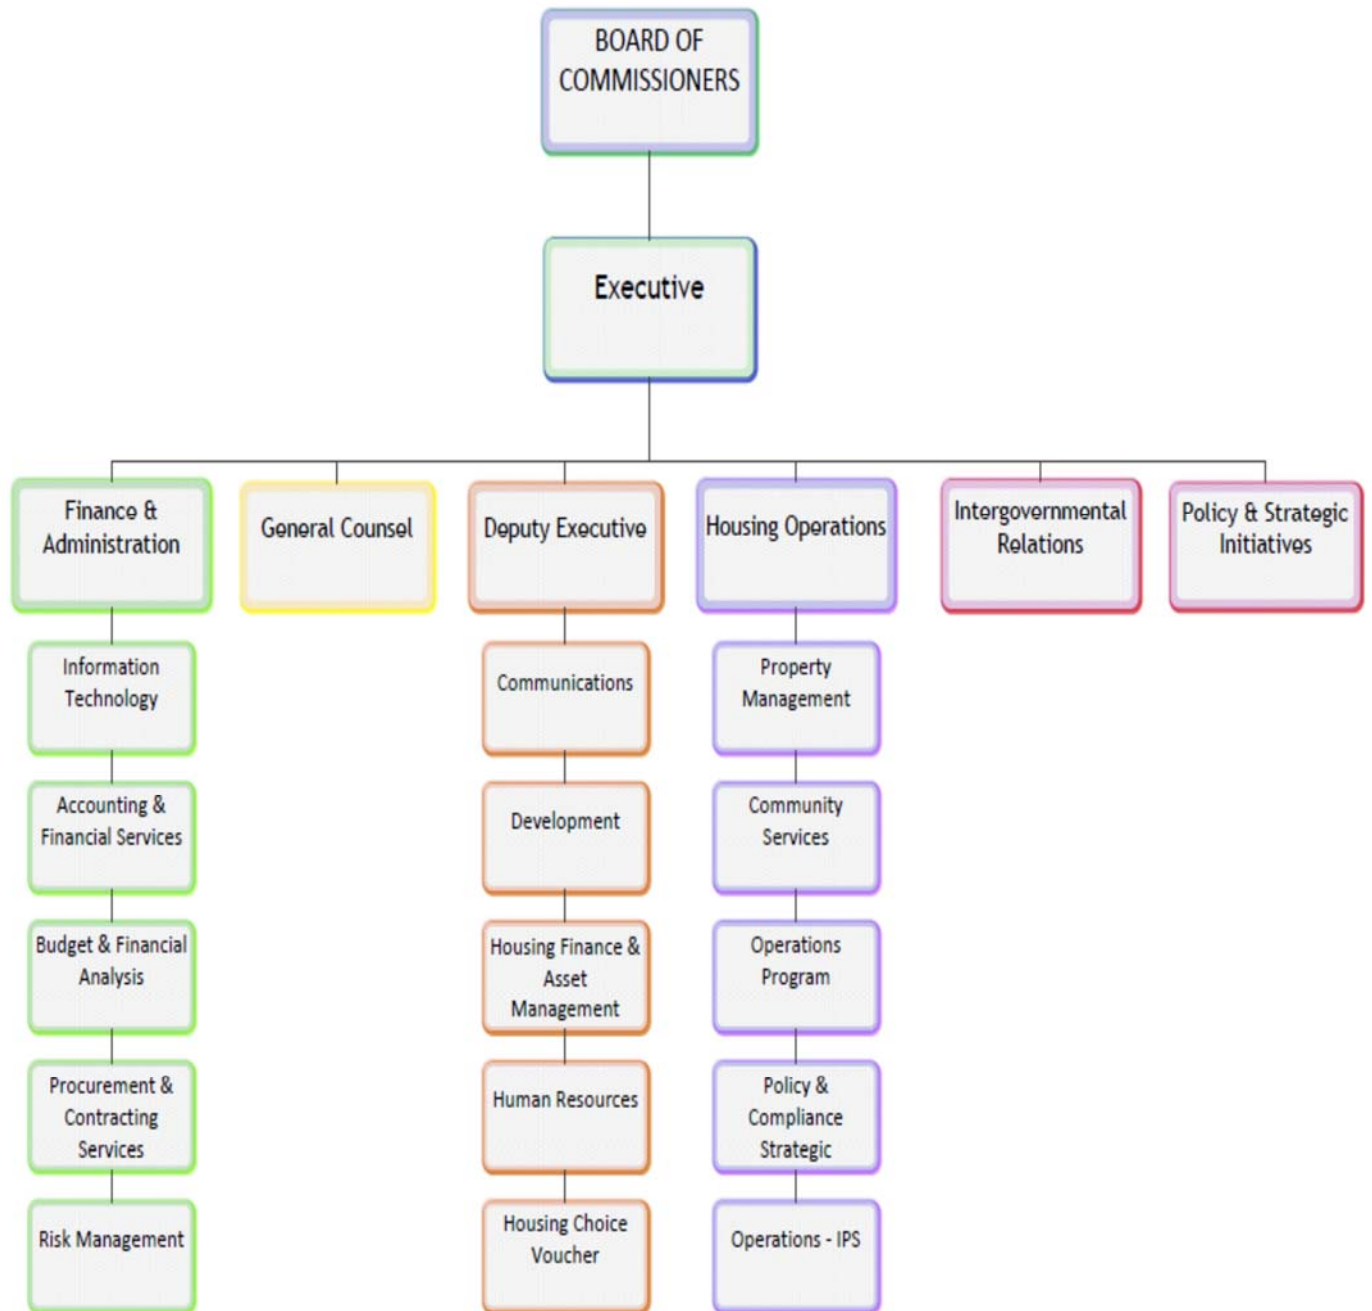 BOARD OF
COMMISSIONERS
Executive
Finance &
Administration
General Counsel
Deputy Executive
Housing Operations
Intergovernmental
Relations
Policy & Strategic
Initiatives
Information
Technology
Communications
Property
Management
Accounting &
Financial Services
Development
Community
Services
Budget & Financial
Analysis
Housing Finance &
Asset
Management
Operations
Program
Procurement &
Contracting
Services
Human Resources
Policy &
Compliance
Strategic
Risk Management
Housing Choice
Voucher
Operations - IPS